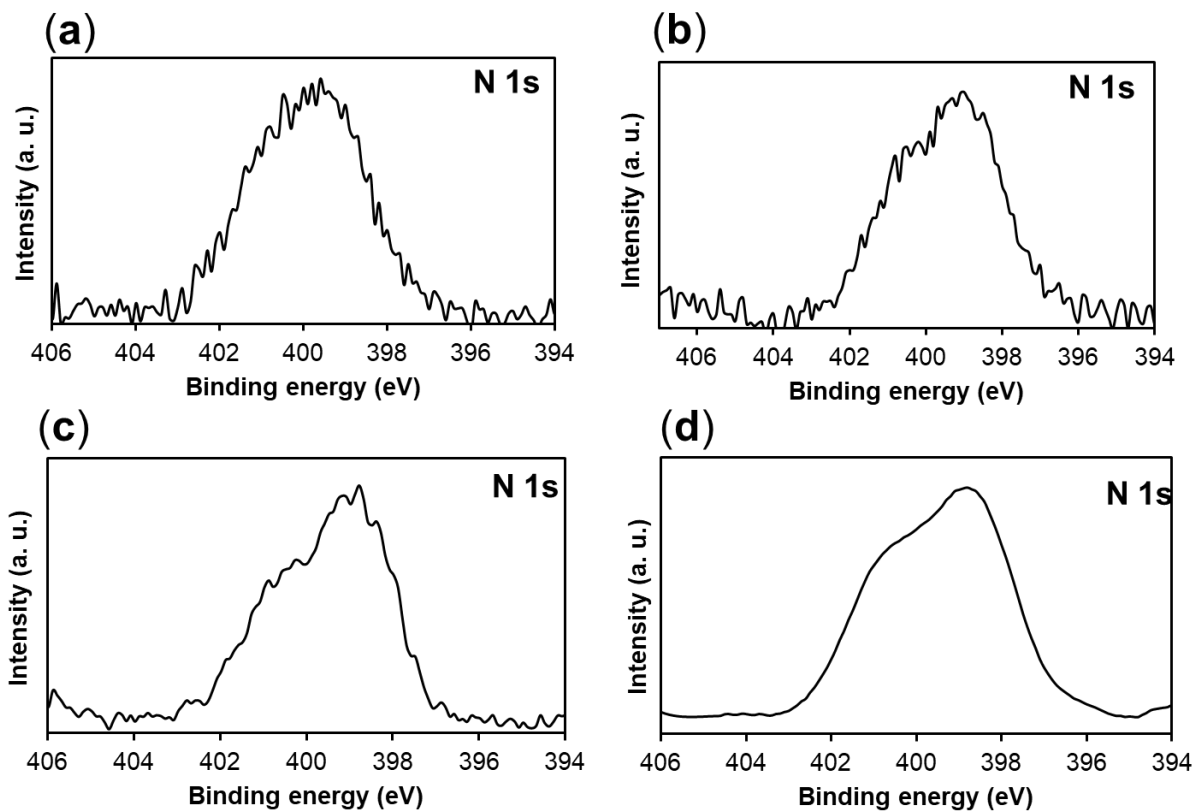 (a)
N 1s
Intensity (a. u.)
406 404 402 400 398 396 394
Binding energy (eV)
(b)
N 1s
Intensity (a. u.)
406 404 402 400 398 396 394
Binding energy (eV)
(c)
N 1s
Intensity (a. u.)
406 404 402 400 398 396 394
Binding energy (eV)
(d)
N 1s
Intensity (a. u.)
406 404 402 400 398 396 394
Binding energy (eV)